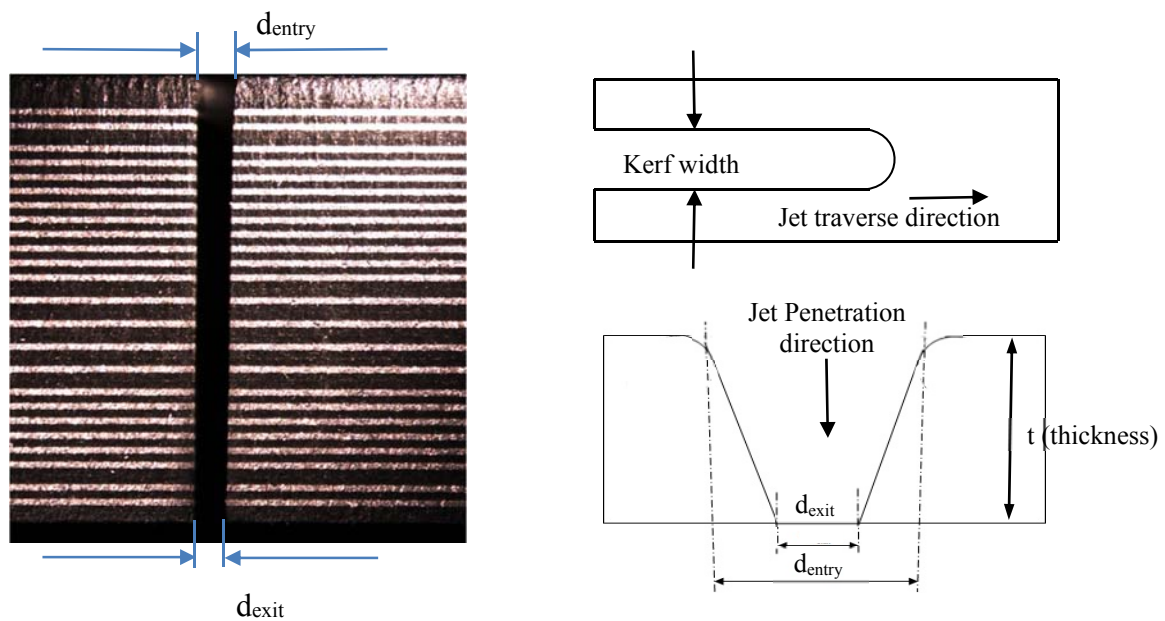 dentry
dexit
Kerf width
Jet traverse direction
Jet Penetration
direction
t (thickness)
dexit
dentry